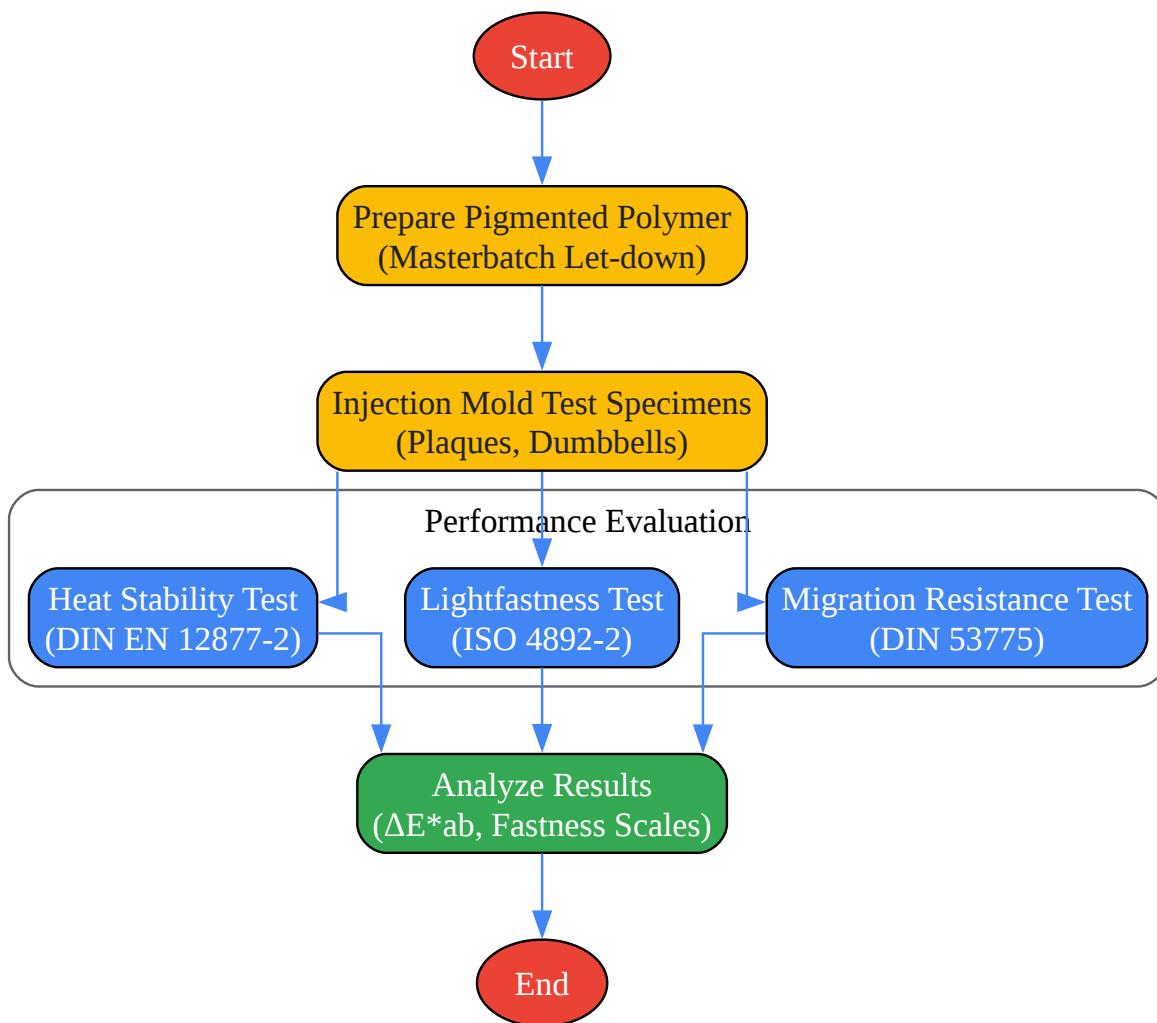 Start
Prepare Pigmented Polymer
(Masterbatch Let-down)
Injection Mold Test Specimens
(Plaques, Dumbbells)
Performance Evaluation
Heat Stability Test
(DIN EN 12877-2)
Lightfastness Test
(ISO 4892-2)
Migration Resistance Test
(DIN 53775)
Analyze Results
(ΔE*ab, Fastness Scales)
End